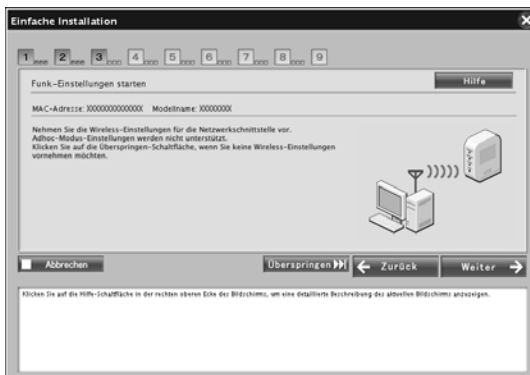 Einfache Installation
1 2 3 4 5 6 7 8 9
Funk-Einstellungen starten
Hilfe
MAC-Adresse: XXXXXXXXXXXXXX Modellname: XXXXXXXX
Nehmen Sie die Wireless-Einstellungen für die Netzwerkschnittstelle vor.
Adhoc-Modus-Einstellungen werden nicht unterstützt.
Klicken Sie auf die Überspringen-Schaltfläche, wenn Sie keine Wireless-Einstellungen
vornehmen möchten.
Abbrechen
Überspringen
Zurück
Weiter
Klicken Sie auf die Hilfe-Schaltfläche in der rechten oberen Ecke des Bildschirms, um eine detaillierte Beschreibung des aktuellen Bildschirms anzuzeigen.